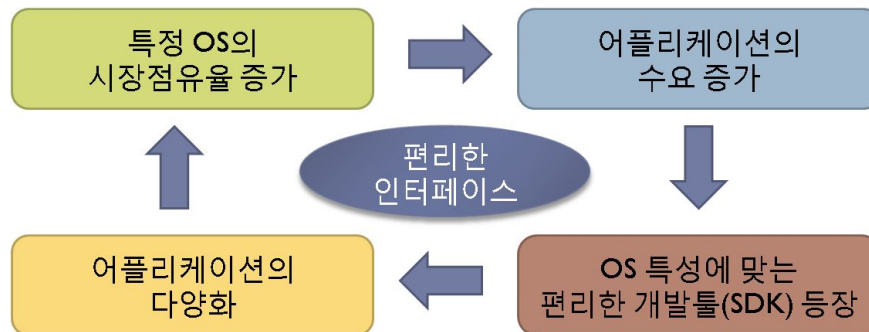 특정 OS의
시장점유율 증가
어플리케이션의
수요 증가
편리한
인터페이스
어플리케이션의
다양화
OS 특성에 맞는
편리한 개발툴(SDK) 등장